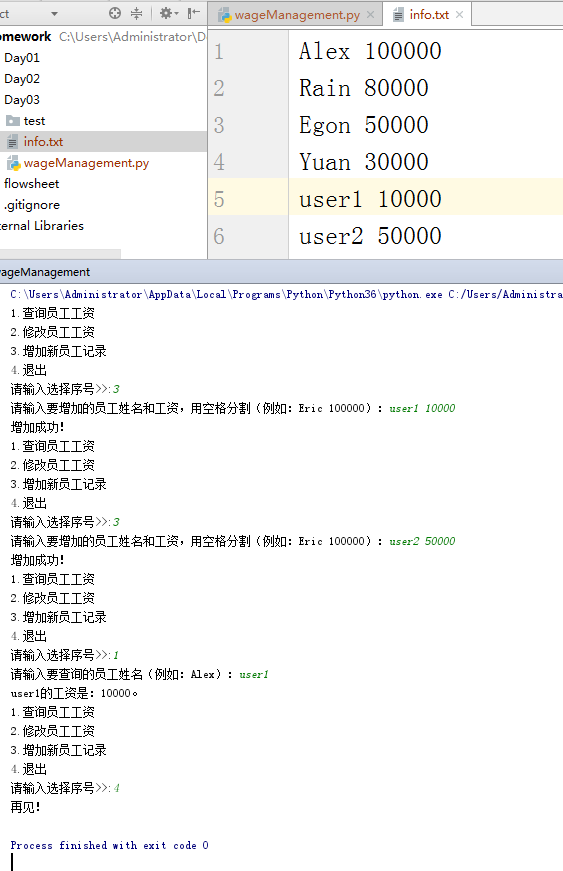 ct
wageManagement.py
info.txt
omework C:\Users\Administrator\D
Day01
Day02
Day03
test
info.txt
wageManagement.py
flowsheet
.gitignore
ternal Libraries
1 Alex 100000
2 Rain 80000
3 Egon 50000
4 Yuan 30000
5 user1 10000
6 user2 50000
wageManagement
C:\Users\Administrator\AppData\Local\Programs\Python\Python36\python.exe C:/Users/Administra
1.查询员工工资
2.修改员工工资
3.增加新员工记录
4.退出
请输入选择序号>>:3
请输入要增加的员工姓名和工资，用空格分割（例如：Eric 100000）：user1 10000
增加成功！
1.查询员工工资
2.修改员工工资
3.增加新员工记录
4.退出
请输入选择序号>>:3
请输入要增加的员工姓名和工资，用空格分割（例如：Eric 100000）：user2 50000
增加成功！
1.查询员工工资
2.修改员工工资
3.增加新员工记录
4.退出
请输入选择序号>>:1
请输入要查询的员工姓名（例如：Alex）：user1
user1的工资是：10000。
1.查询员工工资
2.修改员工工资
3.增加新员工记录
4.退出
请输入选择序号>>:4
再见！
Process finished with exit code 0